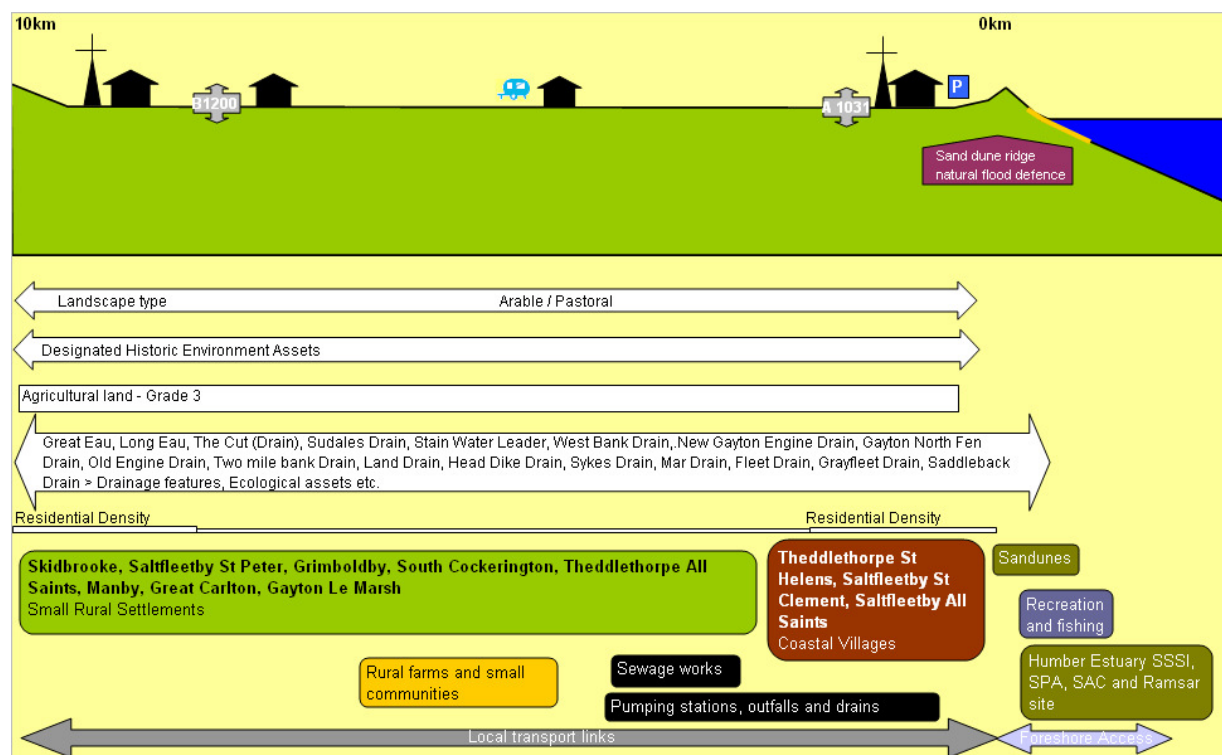 10km
0km
B1200
A 1031
P
Sand dune ridge
natural flood defence
Landscape type
Arable / Pastoral
Designated Historic Environment Assets
Agricultural land - Grade 3
Great Eau, Long Eau, The Cut (Drain), Sudales Drain, Stain Water Leader, West Bank Drain,.New Gayton Engine Drain, Gayton North Fen
Drain, Old Engine Drain, Two mile bank Drain, Land Drain, Head Dike Drain, Sykes Drain, Mar Drain, Fleet Drain, Grayfleet Drain, Saddleback
Drain > Drainage features, Ecological assets etc.
Residential Density
Residential Density
Skidbrooke, Saltfleetby St Peter, Grimboldby, South Cockerington, Theddlethorpe All
Saints, Manby, Great Carlton, Gayton Le Marsh
Small Rural Settlements
Theddlethorpe St
Helens, Saltfleetby St
Clement, Saltfleetby All
Saints
Coastal Villages
Sandunes
Recreation
and fishing
Humber Estuary SSSI,
SPA, SAC and Ramsar
site
Rural farms and small
communities
Sewage works
Pumping stations, outfalls and drains
Local transport links
Foreshore Access